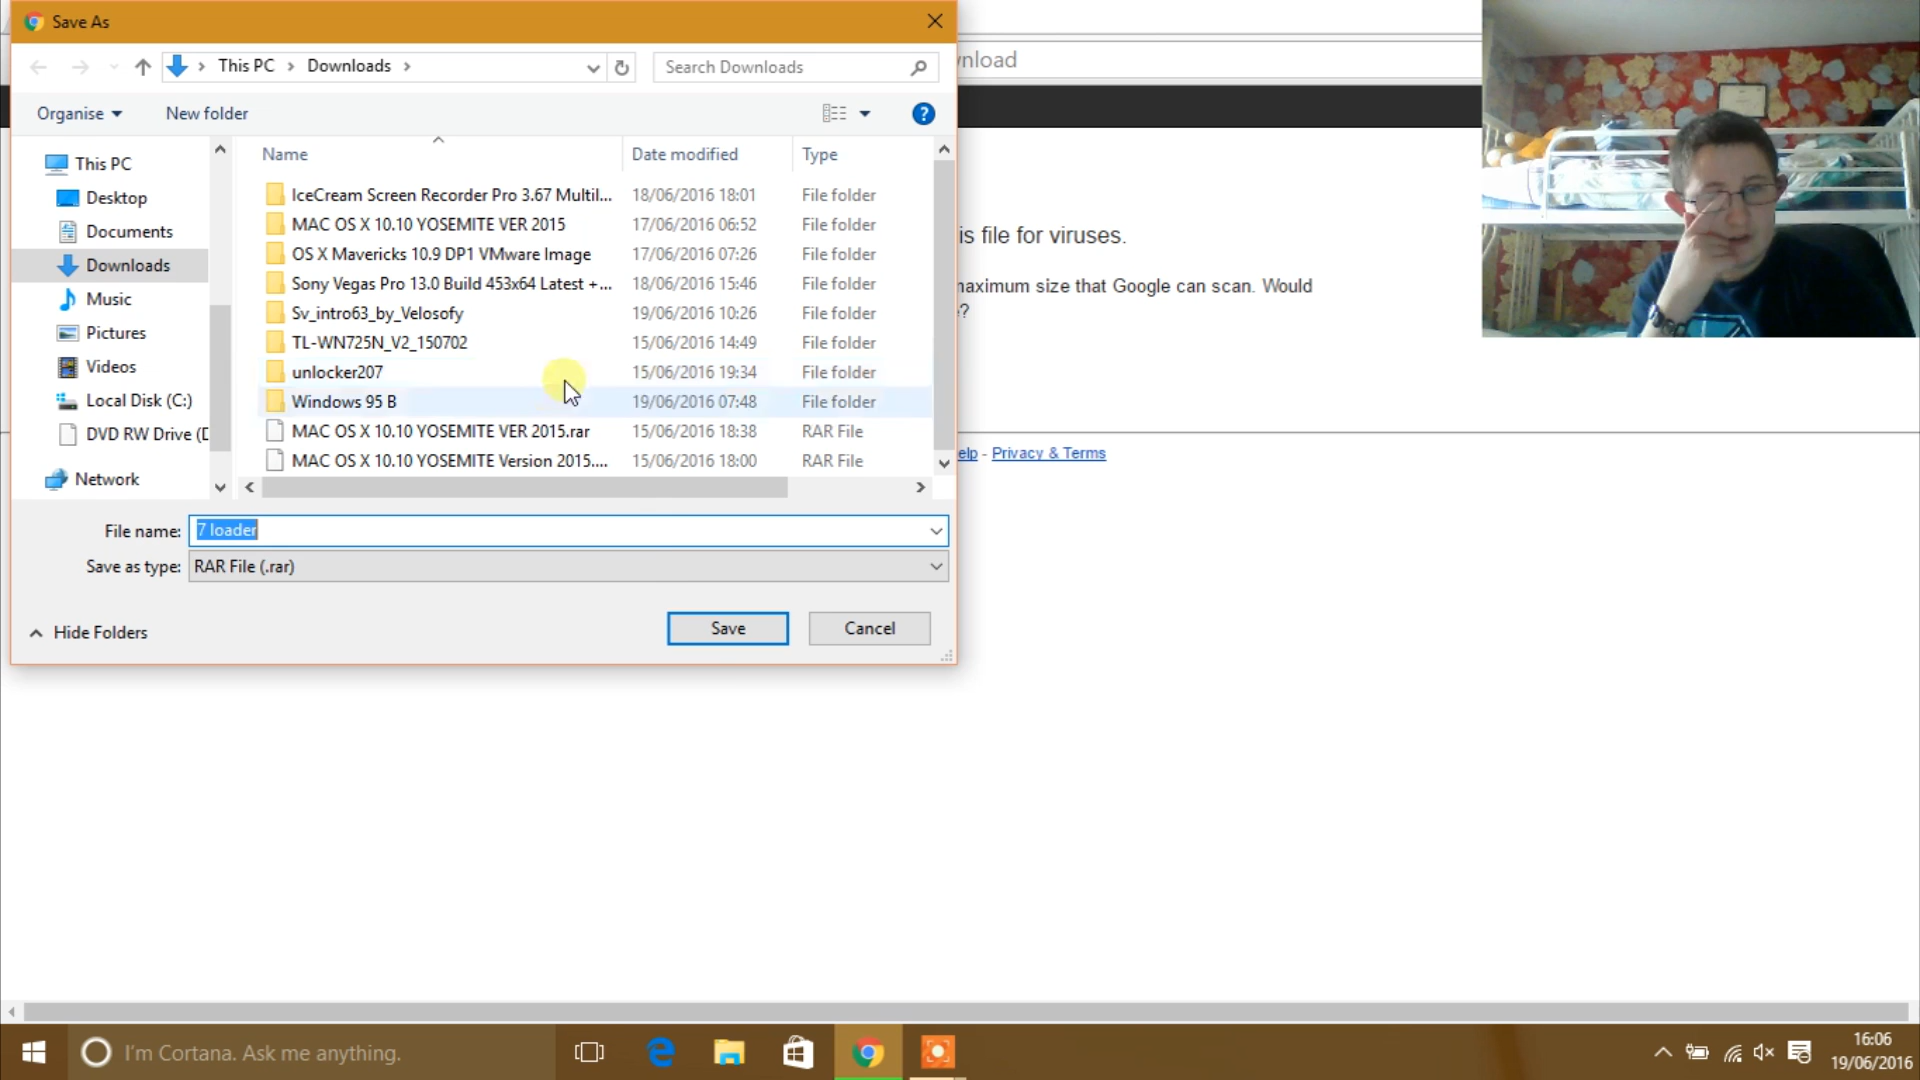 Save As
This PC
Downloads
Search Downloads
nload
Organise
New folder
Name
Date modified
Type
This PC
Desktop
Documents
Downloads
Music
Pictures
Videos
Local Disk (C:)
DVD RW Drive (D
Network
IceCream Screen Recorder Pro 3.67 Multil... 18/06/2016 18:01 File folder
MAC OS X 10.10 YOSEMITE VER 2015 17/06/2016 06:52 File folder
OS X Mavericks 10.9 DP1 VMware Image 17/06/2016 07:26 File folder
Sony Vegas Pro 13.0 Build 453x64 Latest +... 18/06/2016 15:46 File folder
Sv_intro63_by_Velosofy 19/06/2016 10:26 File folder
TL-WN725N_V2_150702 15/06/2016 14:49 File folder
unlocker207 15/06/2016 19:34 File folder
Windows 95 B 19/06/2016 07:48 File folder
MAC OS X 10.10 YOSEMITE VER 2015.rar 15/06/2016 18:38 RAR File
MAC OS X 10.10 YOSEMITE Version 2015.... 15/06/2016 18:00 RAR File
is file for viruses.
naximum size that Google can scan. Would
e?
elp - Privacy & Terms
File name: 7 loader
Save as type: RAR File (.rar)
Hide Folders
Save
Cancel
I'm Cortana. Ask me anything.
16:06
19/06/2016